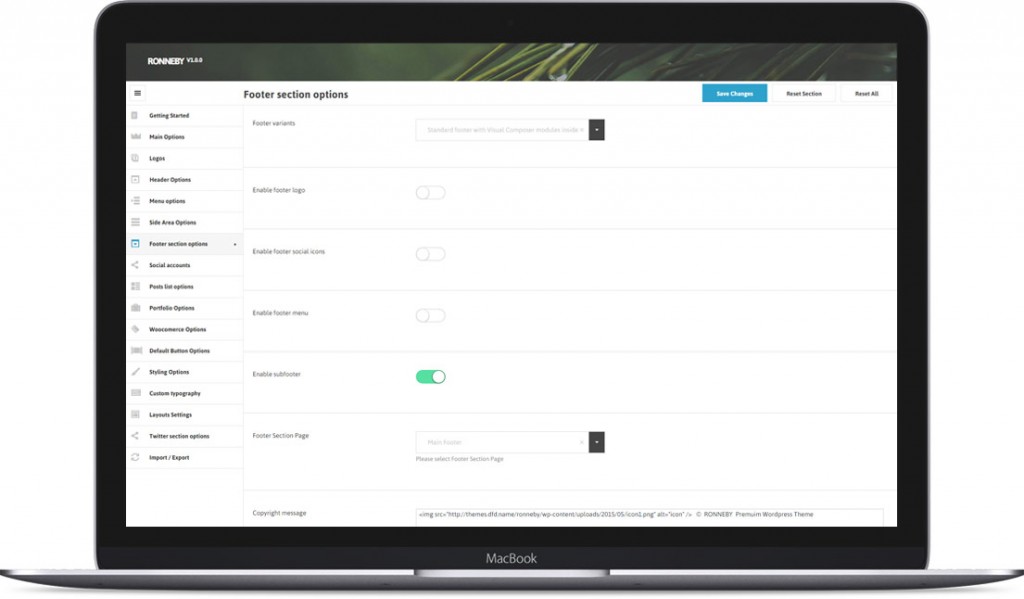 RONNEBY V1.0.0
Footer section options
Save Changes
Reset Section
Reset All
Getting Started
Main Options
Logos
Header Options
Menu options
Side Area Options
Footer section options
Social accounts
Posts list options
Portfolio Options
Woocomerce Options
Default Button Options
Styling Options
Custom typography
Layouts Settings
Twitter section options
Import / Export
Footer variants
Standard footer with Visual Composer modules inside ×
Enable footer logo
Enable footer social icons
Enable footer menu
Enable subfooter
Footer Section Page
Main Footer ×
Please select Footer Section Page
Copyright message
<img src="http://themes.dfd.name/ronneby/wp-content/uploads/2015/05/icon1.png" alt="icon" /> © RONNEBY Premuim Wordpress Theme
MacBook